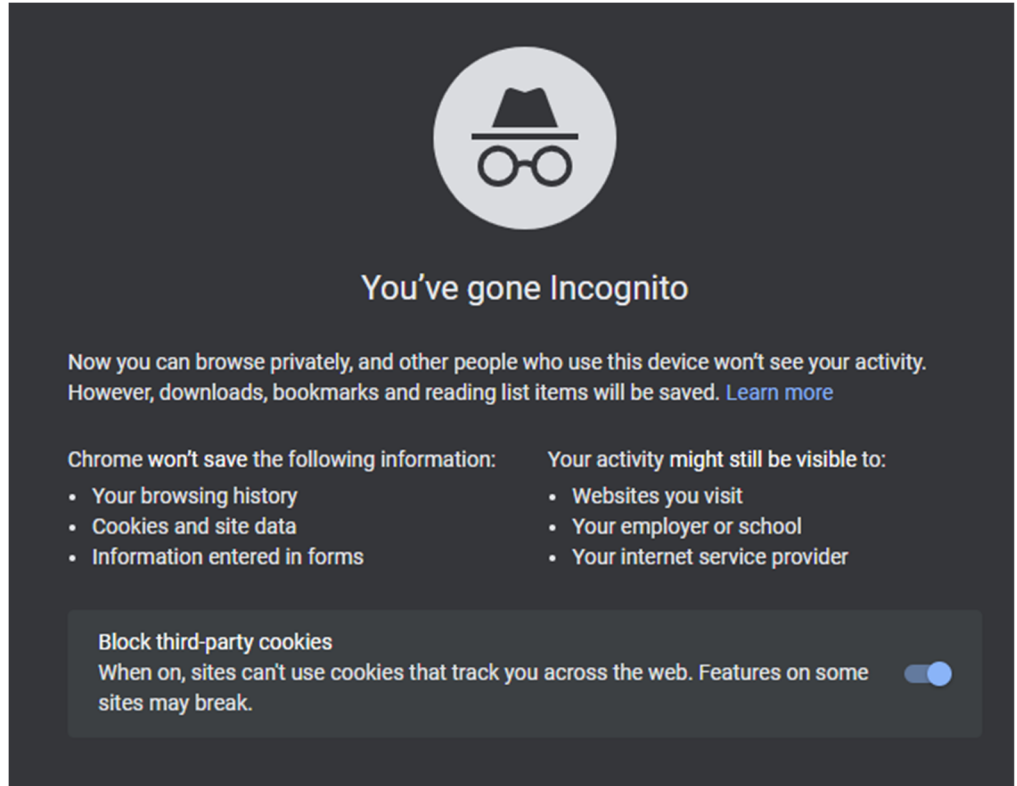 You've gone Incognito
Now you can browse privately, and other people who use this device won't see your activity.
However, downloads, bookmarks and reading list items will be saved. Learn more
Chrome won't save the following information:
• Your browsing history
• Cookies and site data
• Information entered in forms
Your activity might still be visible to:
• Websites you visit
• Your employer or school
• Your internet service provider
Block third-party cookies
When on, sites can't use cookies that track you across the web. Features on some
sites may break.